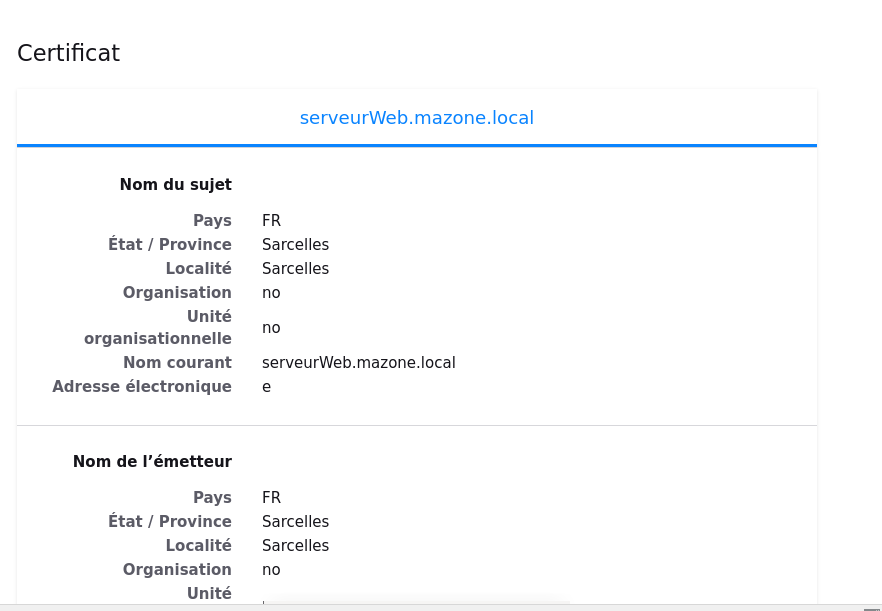 Certificat
serveurWeb.mazone.local
Nom du sujet
Pays FR
État / Province Sarcelles
Localité Sarcelles
Organisation no
Unité
organisationnelle no
Nom courant serveurWeb.mazone.local
Adresse électronique e
Nom de l’émetteur
Pays FR
État / Province Sarcelles
Localité Sarcelles
Organisation no
Unité